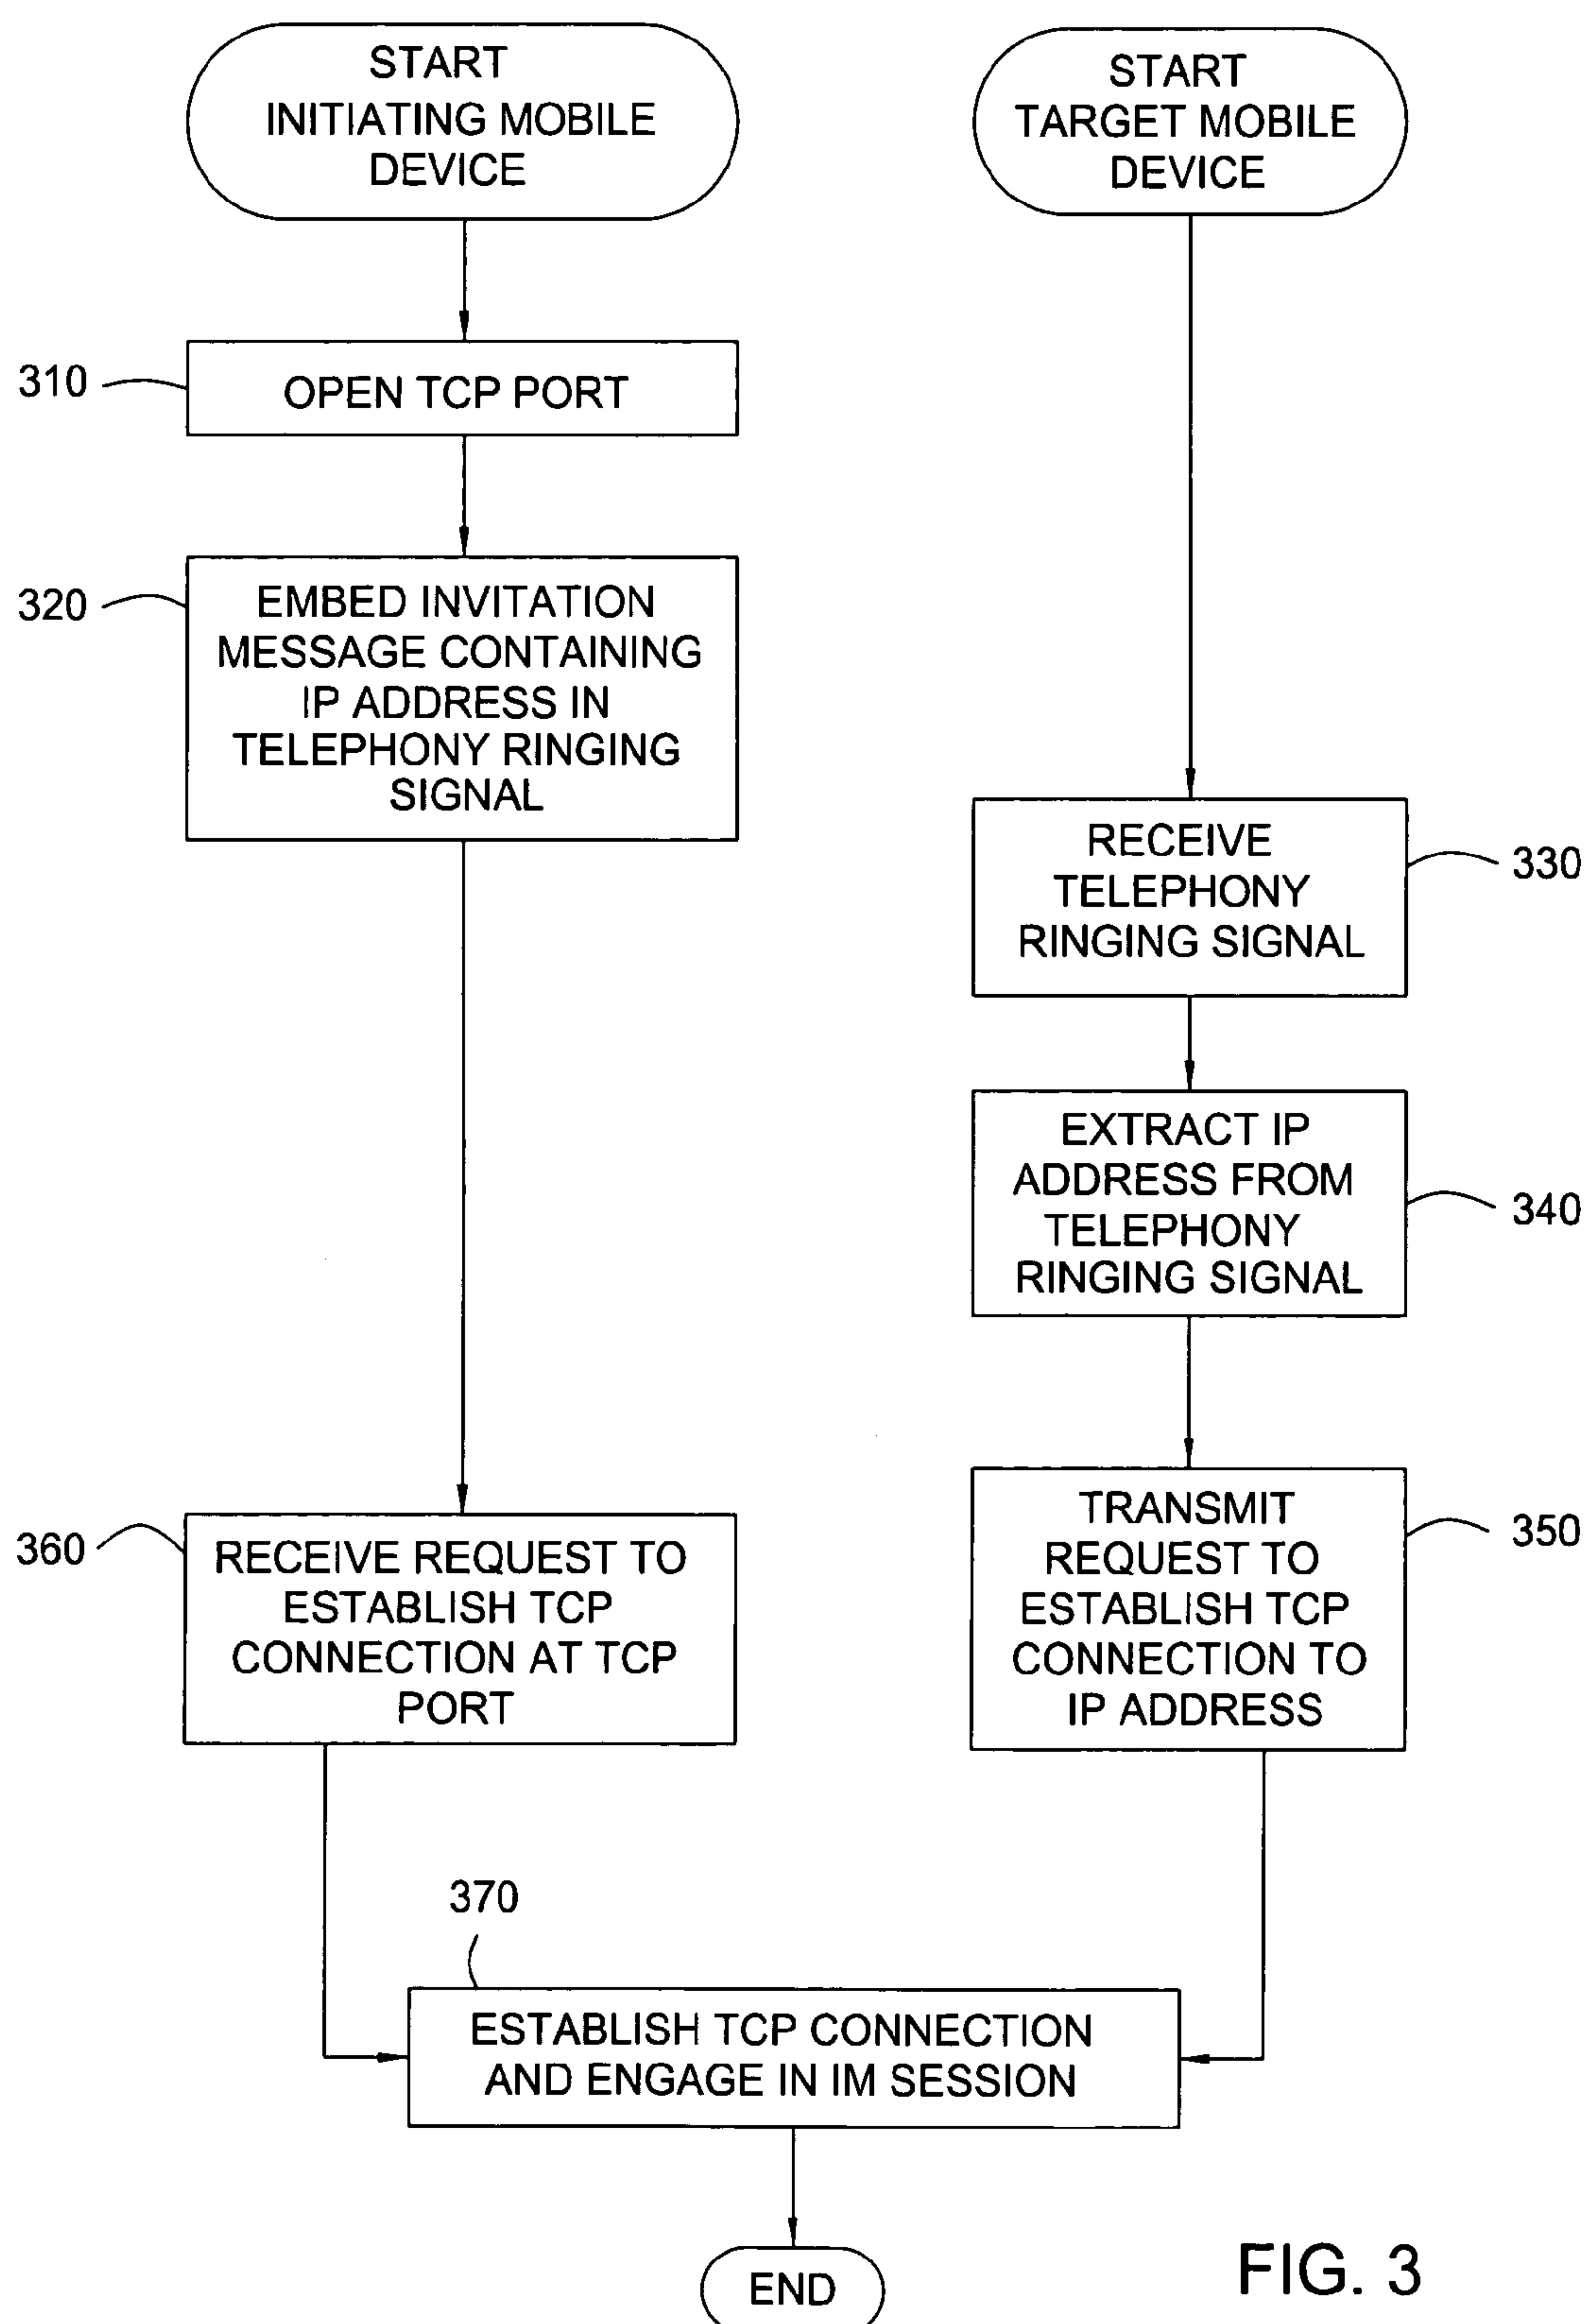 START
INITIATING MOBILE
DEVICE
START
TARGET MOBILE
DEVICE
310
OPEN TCP PORT
320
EMBED INVITATION
MESSAGE CONTAINING
IP ADDRESS IN
TELEPHONY RINGING
SIGNAL
RECEIVE
TELEPHONY
RINGING SIGNAL
330
EXTRACT IP
ADDRESS FROM
TELEPHONY
RINGING SIGNAL
340
TRANSMIT
REQUEST TO
ESTABLISH TCP
CONNECTION TO
IP ADDRESS
350
360
RECEIVE REQUEST TO
ESTABLISH TCP
CONNECTION AT TCP
PORT
370
ESTABLISH TCP CONNECTION
AND ENGAGE IN IM SESSION
END
FIG. 3